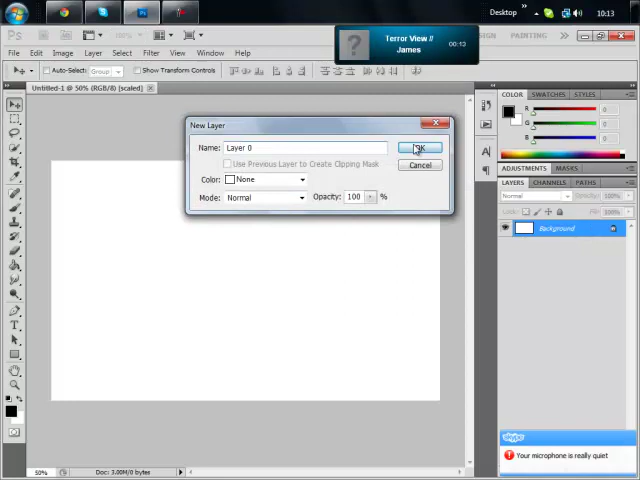 Desktop
10:13
Terror View //
James
00:13
Ps
PAINTING
File Edit Image Layer Select Filter View Window Help
Auto-Select: Group Show Transform Controls
Untitled-1 @ 50% (RGB/8) [scaled]
New Layer
Name: Layer 0
OK
Use Previous Layer to Create Clipping Mask
Cancel
Color: None
Mode: Normal Opacity: 100 %
COLOR SWATCHES STYLES
R 0
G 0
B 0
ADJUSTMENTS MASKS
LAYERS CHANNELS PATHS
Normal Opacity: 100%
Lock: Fill: 100%
Background
skype
Your microphone is really quiet
50% Doc: 3.00M/0 bytes